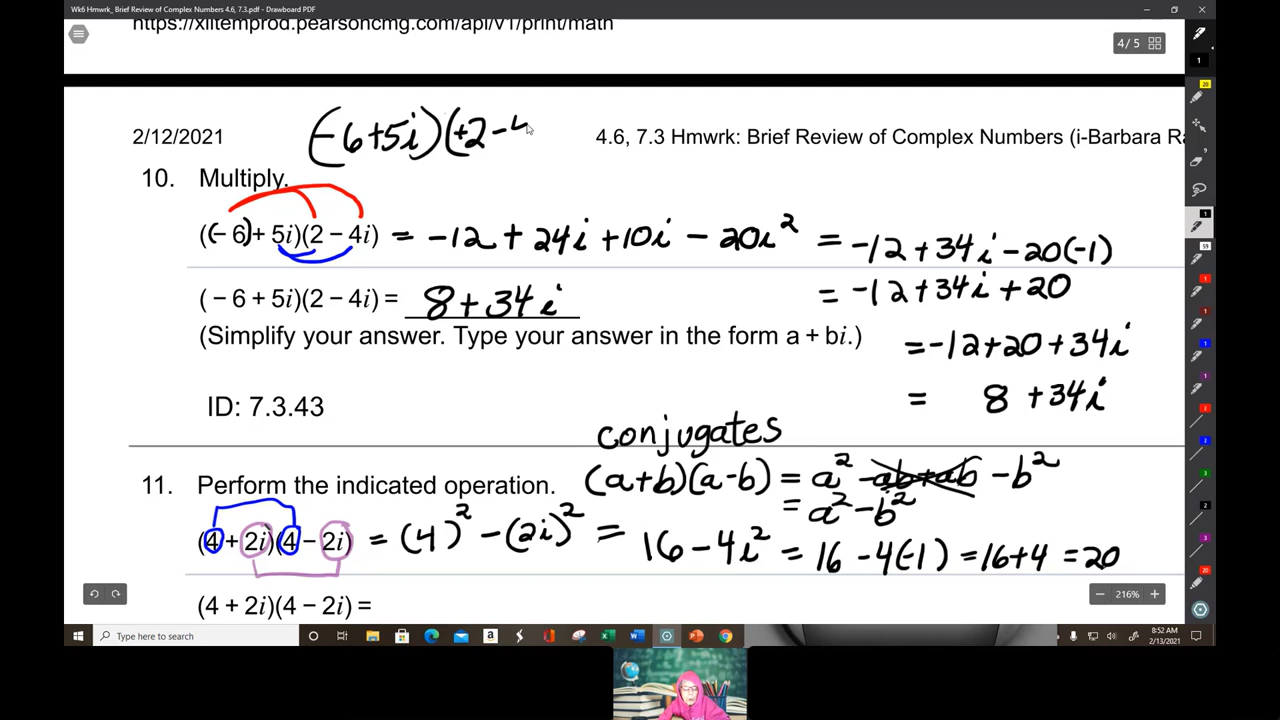 Wk6 Hmwrk_ Brief Review of Complex Numbers 4.6, 7.3.pdf - Drawboard PDF
https://xlitemprod.pearsoncmg.com/api/v1/print/math
4 / 5
2/12/2021
(-6+5i)(+2-4
4.6, 7.3 Hmwrk: Brief Review of Complex Numbers (i-Barbara Ra
10. Multiply.
((-6)+5i)(2 − 4i) = -12 + 24i + 10i - 20i² = -12 + 34i - 20(-1)
= -12+34i +20
(− 6 + 5i)(2 − 4i) = 8+34i
(Simplify your answer. Type your answer in the form a + bi.)
= -12+20+34i
= 8 +34i
ID: 7.3.43
conjugates
(a+b)(a-b) = a² -ab+ab -b²
= a² - b²
11. Perform the indicated operation.
(4 + 2i)(4 − 2i) = (4)² - (2i)² = 16 - 4i² = 16 - 4(-1) = 16+4 = 20
(4 + 2i)(4 − 2i) =
216%
Type here to search
8:52 AM
2/13/2021